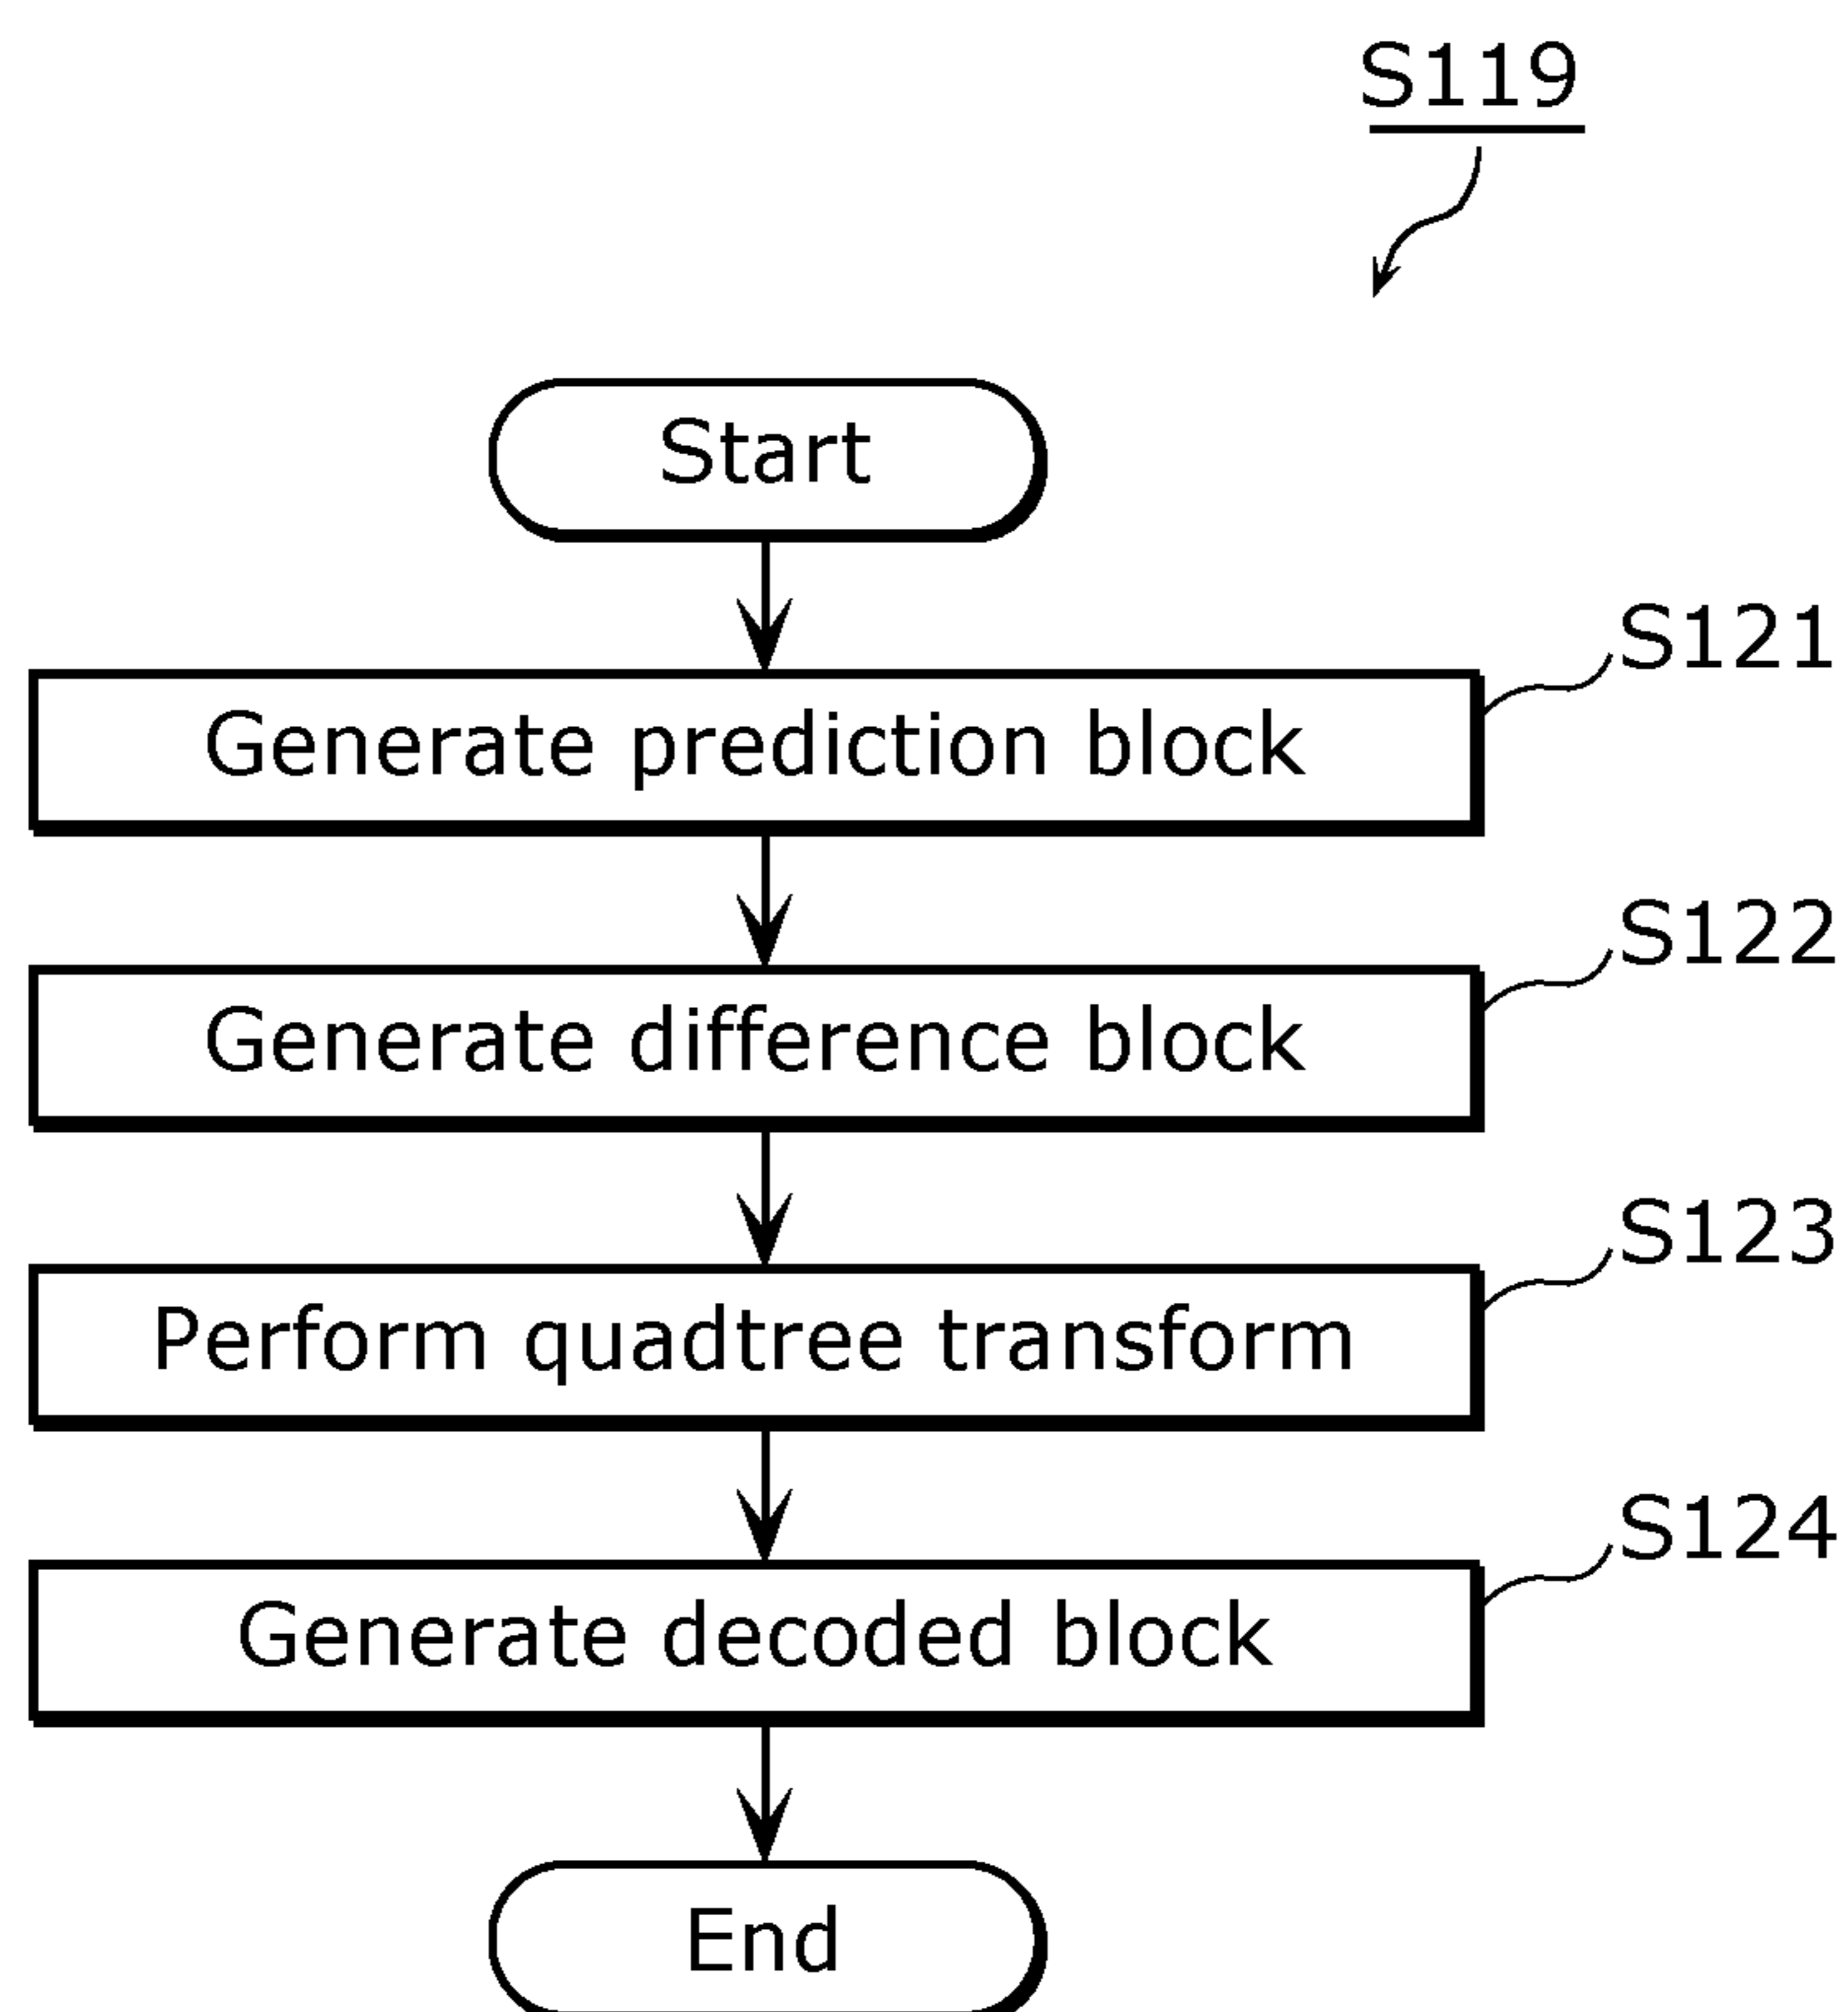 S119
Start
S121
Generate prediction block
S122
Generate difference block
S123
Perform quadtree transform
S124
Generate decoded block
End